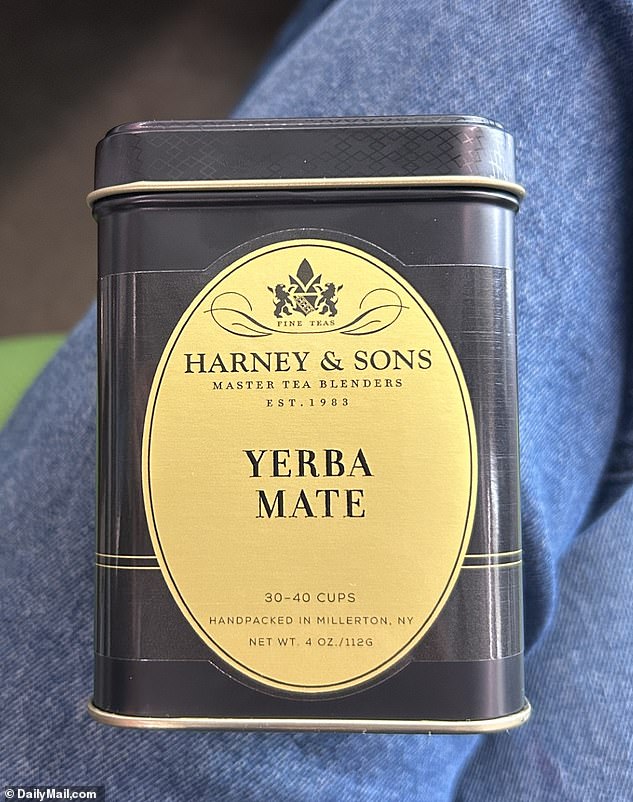 FINE TEAS
HARNEY & SONS
MASTER TEA BLENDERS
EST. 1983
YERBA
MATE
30-40 CUPS
HANDPACKED IN MILLERTON, NY
NET WT. 4 OZ./112G
© DailyMail.com